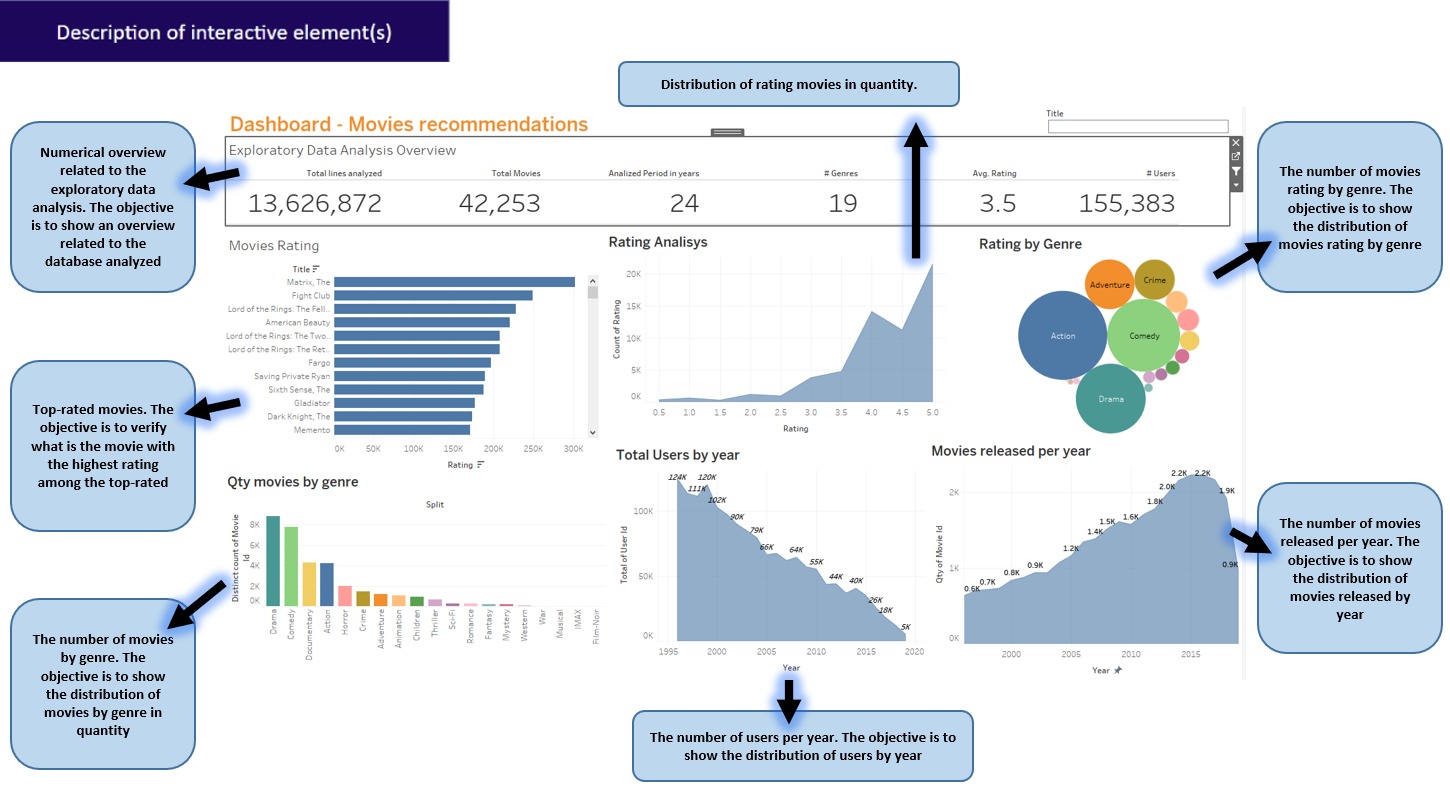 Description of interactive element(s)
Distribution of rating movies in quantity.
Numerical overview
related to the
exploratory data
analysis. The objective
is to show an overview
related to the
database analyzed
Top-rated movies. The
objective is to verify
what is the movie with
the highest rating
among the top-rated
The number of movies
by genre. The
objective is to show
the distribution of
movies by genre in
quantity
Dashboard - Movies recommendations
Title
Exploratory Data Analysis Overview
Total lines analyzed
Total Movies
Analized Period in years
# Genres
Avg. Rating
# Users
13,626,872
42,253
24
19
3.5
155,383
Movies Rating
Title
Matrix, The
Fight Club
Lord of the Rings: The Fell..
American Beauty
Lord of the Rings: The Two..
Lord of the Rings: The Ret..
Fargo
Saving Private Ryan
Sixth Sense, The
Gladiator
Dark Knight, The
Memento
0K 50K 100K 150K 200K 250K 300K
Rating
Rating Analisys
Count of Rating
20K
15K
10K
5K
0K
0.5 1.0 1.5 2.0 2.5 3.0 3.5 4.0 4.5 5.0
Rating
Rating by Genre
Adventure
Crime
Action
Comedy
Drama
Qty movies by genre
Split
Distinct count of Movie
Id
8K
6K
4K
2K
0K
Drama
Comedy
Documentary
Action
Horror
Crime
Adventure
Animation
Children
Thriller
Sci-Fi
Romance
Fantasy
Mystery
Western
War
Musical
IMAX
Film-Noir
Total Users by year
Total of User Id
100K
50K
0K
124K
111K
120K
102K
90K
79K
66K
64K
55K
44K
40K
26K
18K
5K
1995 2000 2005 2010 2015 2020
Year
Movies released per year
Qty of Movie Id
2K
1K
0K
0.6K
0.7K
0.8K
0.9K
1.2K
1.4K
1.5K
1.6K
1.8K
2.0K
2.2K
2.2K
1.9K
0.9K
2000 2005 2010 2015
Year
The number of movies
rating by genre. The
objective is to show
the distribution of
movies rating by genre
The number of movies
released per year. The
objective is to show
the distribution of
movies released by
year
The number of users per year. The objective is to
show the distribution of users by year